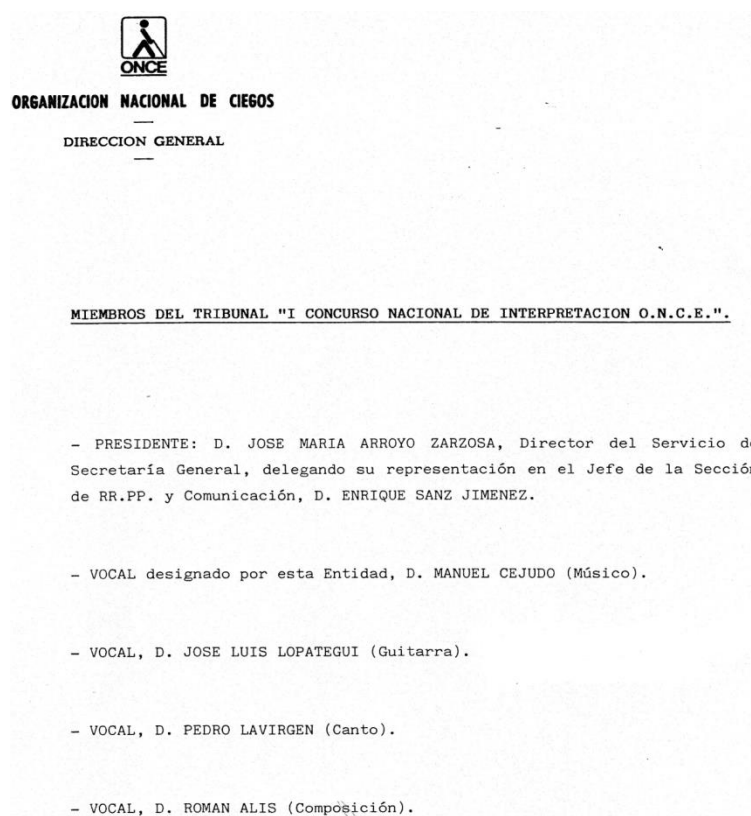 ONCE
ORGANIZACION NACIONAL DE CIEGOS
DIRECCION GENERAL
MIEMBROS DEL TRIBUNAL "I CONCURSO NACIONAL DE INTERPRETACION O.N.C.E.".
- PRESIDENTE: D. JOSE MARIA ARROYO ZARZOSA, Director del Servicio de
Secretaría General, delegando su representación en el Jefe de la Sección
de RR.PP. y Comunicación, D. ENRIQUE SANZ JIMENEZ.
- VOCAL designado por esta Entidad, D. MANUEL CEJUDO (Músico).
- VOCAL, D. JOSE LUIS LOPATEGUI (Guitarra).
- VOCAL, D. PEDRO LAVIRGEN (Canto).
- VOCAL, D. ROMAN ALIS (Composición).